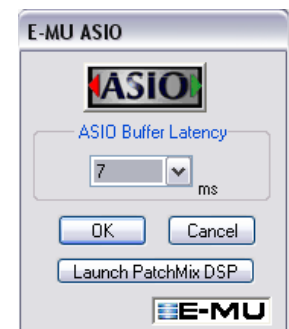 E-MU ASIO
ASIO
ASIO Buffer Latency
7
ms
OK Cancel
Launch PatchMix DSP
E-MU